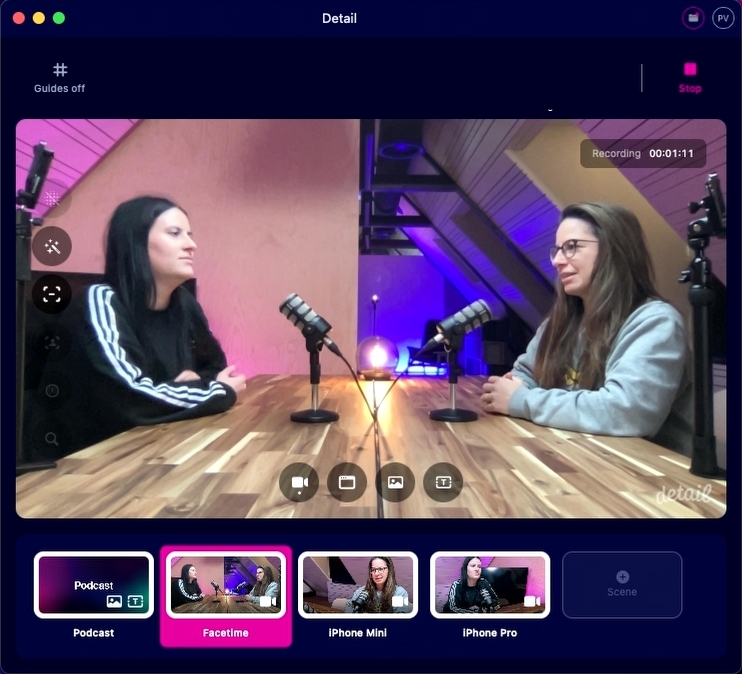 Detail
PV
Guides off
Stop
Recording 00:01:11
T
detail
Podcast
T
Podcast
Facetime
iPhone Mini
iPhone Pro
Scene